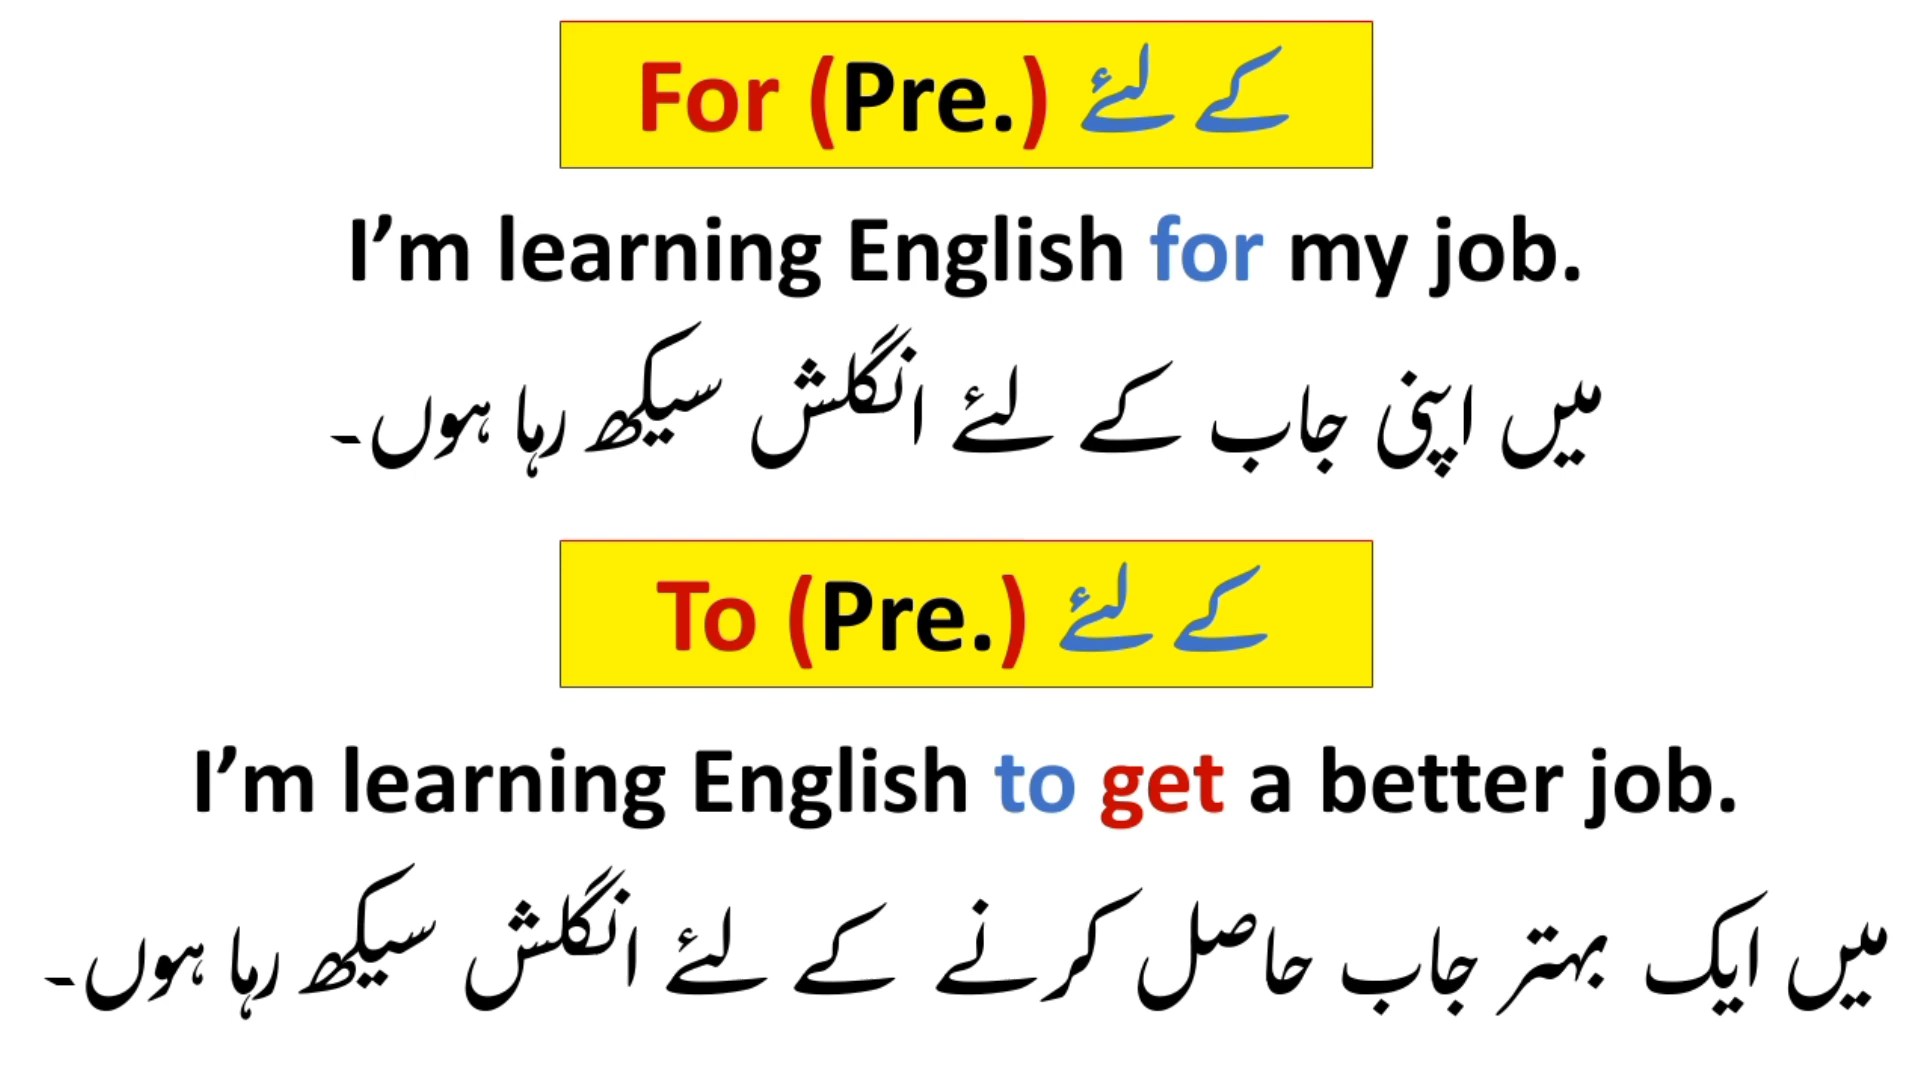 For (Pre.) کے لئے
I’m learning English for my job.
میں اپنی جاب کے لئے انگلش سیکھ رہا ہوں۔
To (Pre.) کے لئے
I’m learning English to get a better job.
میں ایک بہتر جاب حاصل کرنے کے لئے انگلش سیکھ رہا ہوں۔